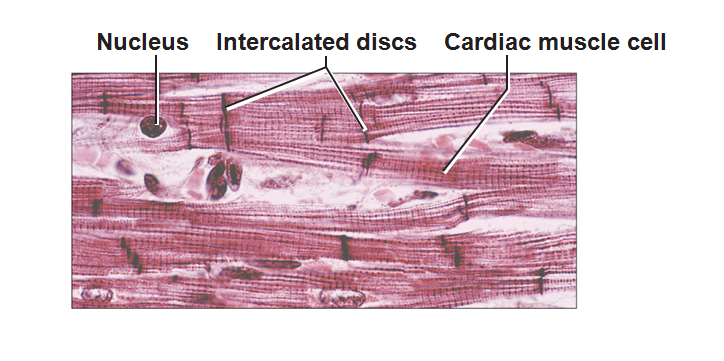 Nucleus
Intercalated discs
Cardiac muscle cell